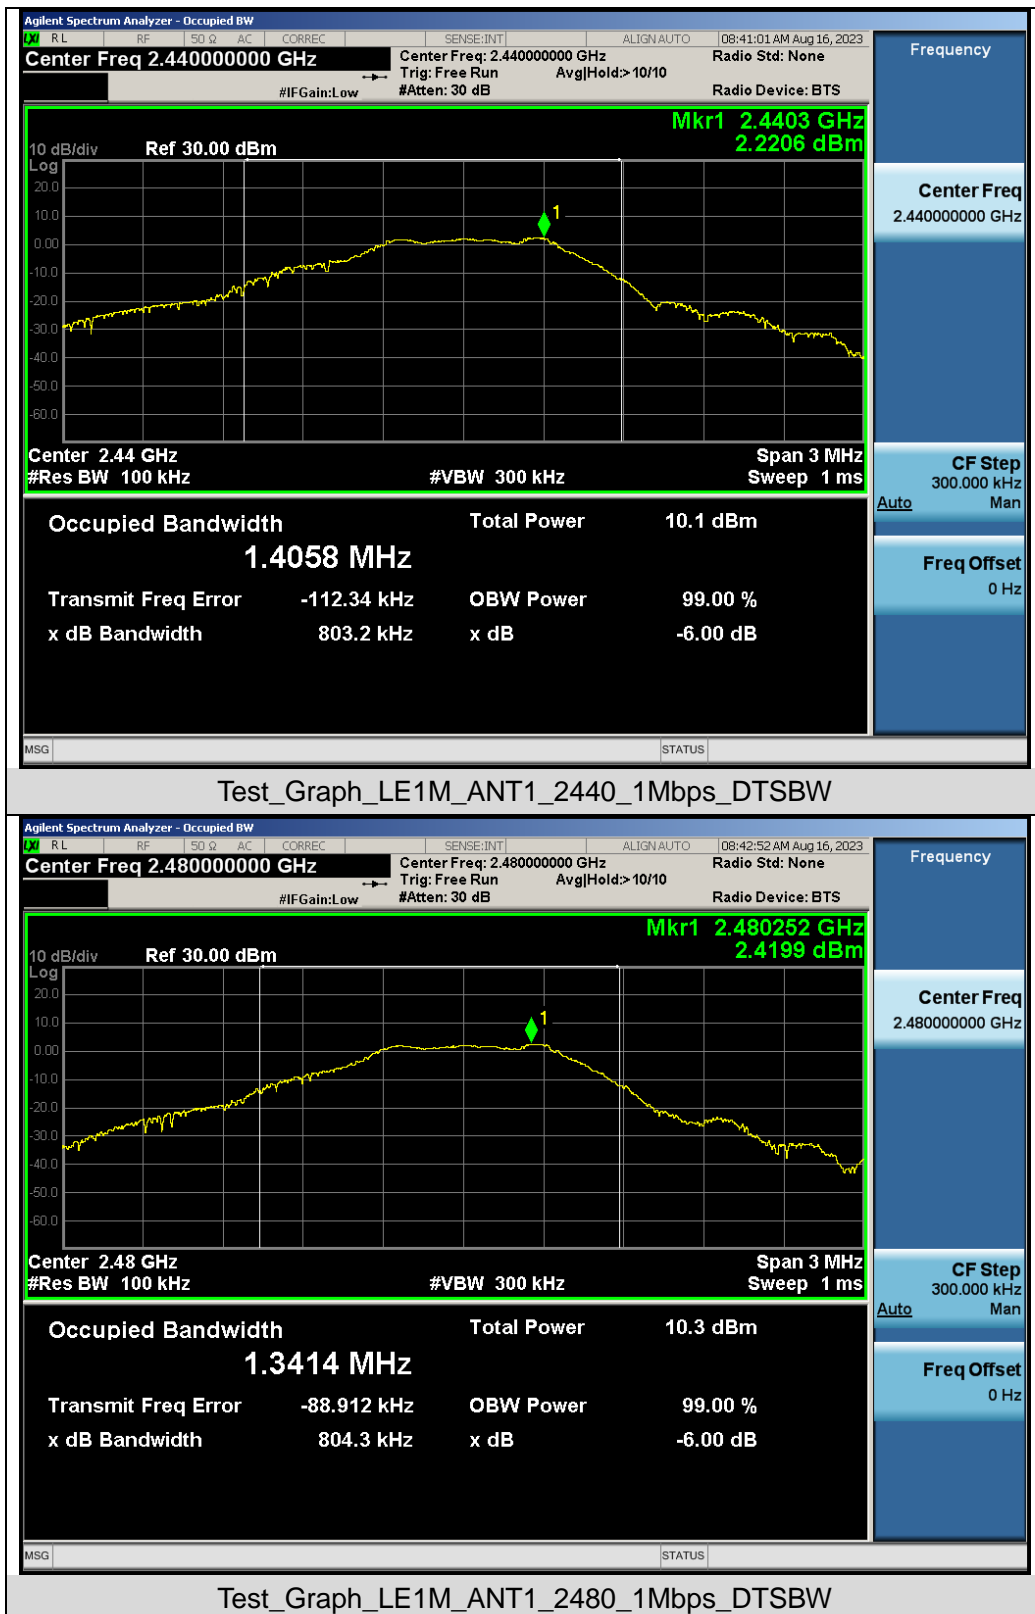 Agilent Spectrum Analyzer - Occupied BW
LXI RL RF 50 Ω AC CORREC SENSE:INT ALIGN AUTO 08:41:01 AM Aug 16, 2023
Center Freq 2.440000000 GHz
Center Freq: 2.440000000 GHz
Radio Std: None
Trig: Free Run Avg|Hold:> 10/10
#IFGain:Low #Atten: 30 dB Radio Device: BTS
Mkr1 2.4403 GHz
2.2206 dBm
10 dB/div Ref 30.00 dBm
Log
20.0
10.0
1
0.00
-10.0
-20.0
-30.0
-40.0
-50.0
-60.0
Center 2.44 GHz Span 3 MHz
#Res BW 100 kHz #VBW 300 kHz Sweep 1 ms
Occupied Bandwidth Total Power 10.1 dBm
1.4058 MHz
Transmit Freq Error -112.34 kHz OBW Power 99.00 %
x dB Bandwidth 803.2 kHz x dB -6.00 dB
MSG STATUS
Frequency
Center Freq
2.440000000 GHz
CF Step
300.000 kHz
Auto Man
Freq Offset
0 Hz
Test_Graph_LE1M_ANT1_2440_1Mbps_DTSBW
Agilent Spectrum Analyzer - Occupied BW
LXI RL RF 50 Ω AC CORREC SENSE:INT ALIGN AUTO 08:42:52 AM Aug 16, 2023
Center Freq 2.480000000 GHz
Center Freq: 2.480000000 GHz
Radio Std: None
Trig: Free Run Avg|Hold:> 10/10
#IFGain:Low #Atten: 30 dB Radio Device: BTS
Mkr1 2.480252 GHz
2.4199 dBm
10 dB/div Ref 30.00 dBm
Log
20.0
10.0
1
0.00
-10.0
-20.0
-30.0
-40.0
-50.0
-60.0
Center 2.48 GHz Span 3 MHz
#Res BW 100 kHz #VBW 300 kHz Sweep 1 ms
Occupied Bandwidth Total Power 10.3 dBm
1.3414 MHz
Transmit Freq Error -88.912 kHz OBW Power 99.00 %
x dB Bandwidth 804.3 kHz x dB -6.00 dB
MSG STATUS
Frequency
Center Freq
2.480000000 GHz
CF Step
300.000 kHz
Auto Man
Freq Offset
0 Hz
Test_Graph_LE1M_ANT1_2480_1Mbps_DTSBW